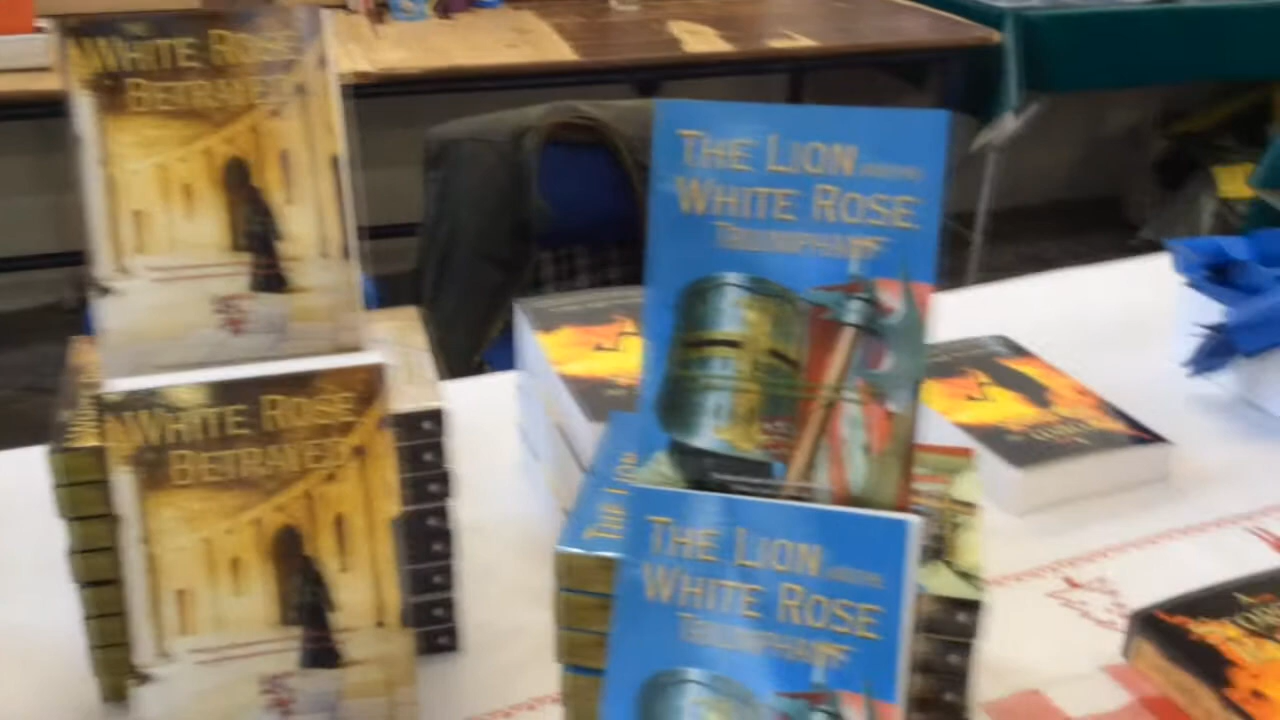 WHITE ROSE
BETRAYED
WHITE ROSE
BETRAYED
THE LION
WHITE ROSE
TRIUMPHANT
THE LION
WHITE ROSE
TRIUMPHANT